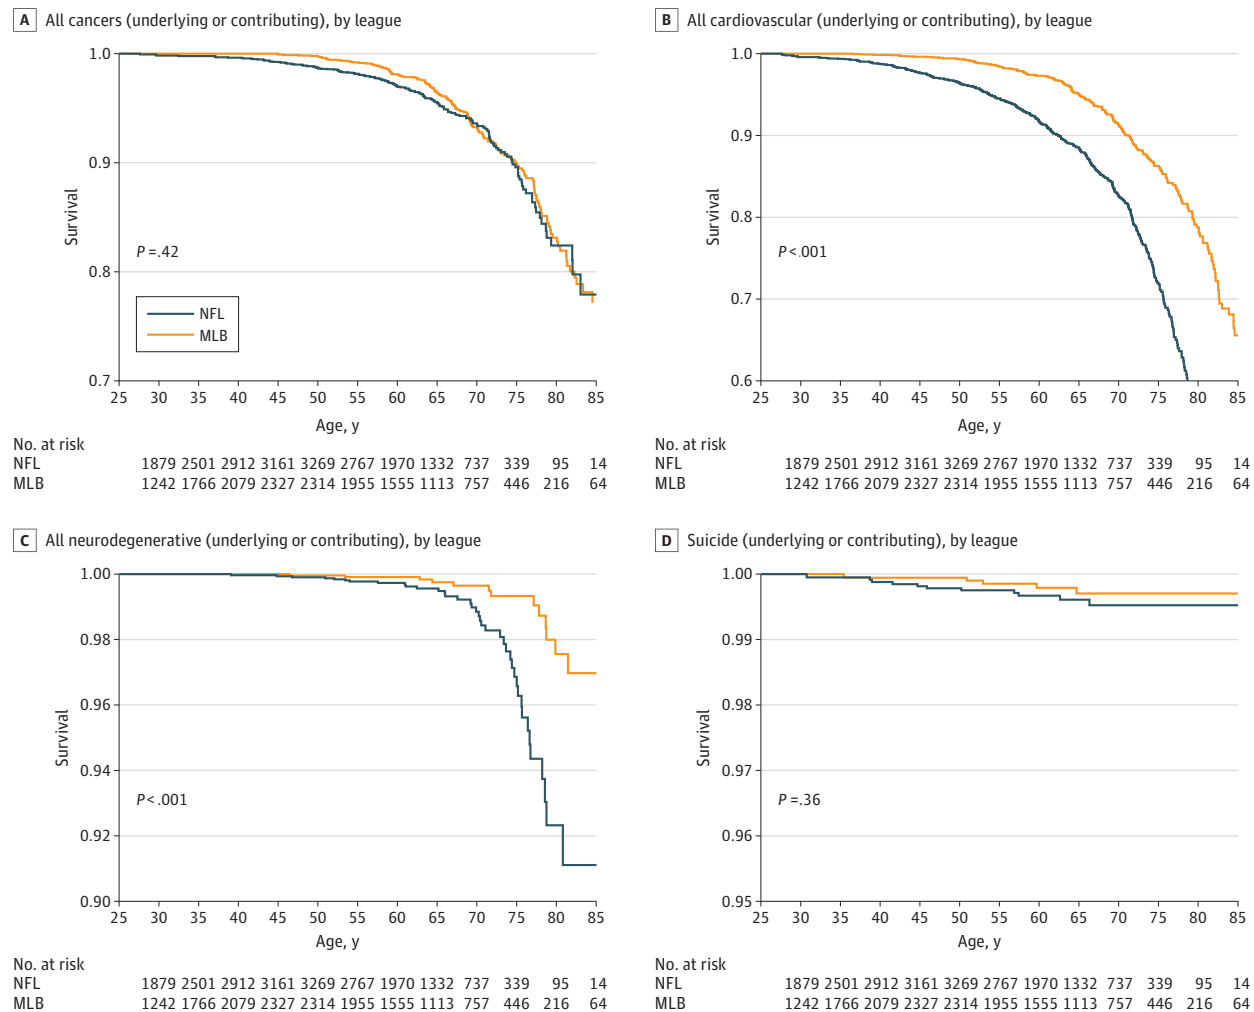 A All cancers (underlying or contributing), by league
1.0
0.9
0.8
0.7
Survival
P = .42
NFL
MLB
25 30 35 40 45 50 55 60 65 70 75 80 85
Age, y
No. at risk
NFL 1879 2501 2912 3161 3269 2767 1970 1332 737 339 95 14
MLB 1242 1766 2079 2327 2314 1955 1555 1113 757 446 216 64
B All cardiovascular (underlying or contributing), by league
1.0
0.9
0.8
0.7
0.6
Survival
P < .001
25 30 35 40 45 50 55 60 65 70 75 80 85
Age, y
No. at risk
NFL 1879 2501 2912 3161 3269 2767 1970 1332 737 339 95 14
MLB 1242 1766 2079 2327 2314 1955 1555 1113 757 446 216 64
C All neurodegenerative (underlying or contributing), by league
1.00
0.98
0.96
0.94
0.92
0.90
Survival
P < .001
25 30 35 40 45 50 55 60 65 70 75 80 85
Age, y
No. at risk
NFL 1879 2501 2912 3161 3269 2767 1970 1332 737 339 95 14
MLB 1242 1766 2079 2327 2314 1955 1555 1113 757 446 216 64
D Suicide (underlying or contributing), by league
1.00
0.99
0.98
0.97
0.96
0.95
Survival
P = .36
25 30 35 40 45 50 55 60 65 70 75 80 85
Age, y
No. at risk
NFL 1879 2501 2912 3161 3269 2767 1970 1332 737 339 95 14
MLB 1242 1766 2079 2327 2314 1955 1555 1113 757 446 216 64